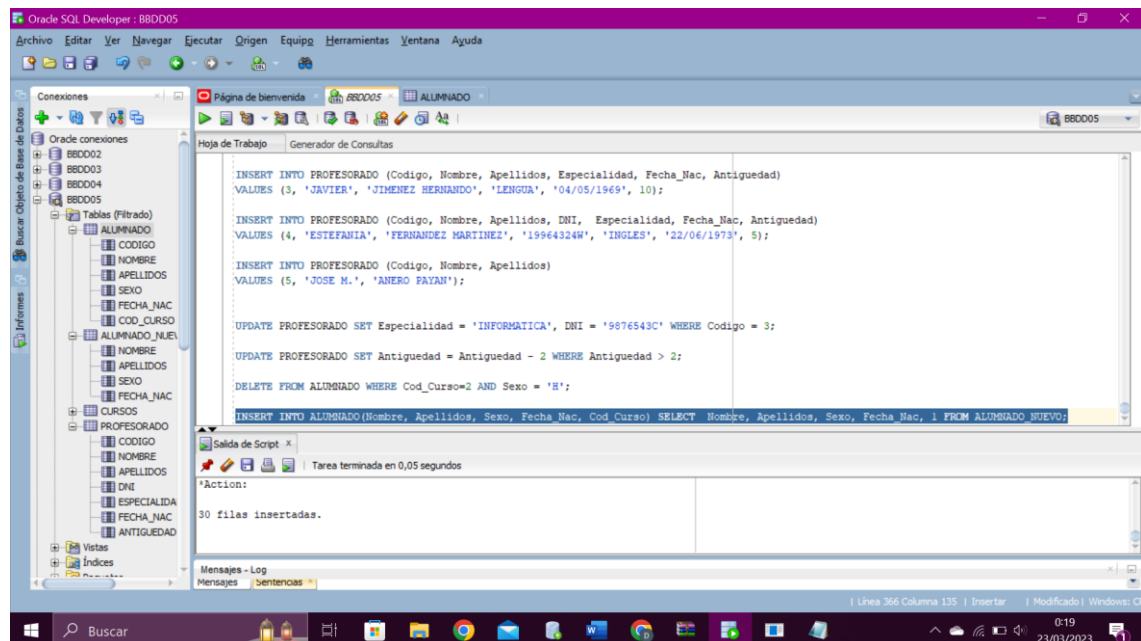 Oracle SQL Developer : BBDD05
Archivo Editar Ver Navegar Ejecutar Origen Equipo Herramientas Ventana Ayuda
Conexiones
Página de bienvenida
BBDD05
ALUMNADO
BBDD05
Buscar Objeto de Base de Datos
Informes
Oracle conexiones
BBDD02
BBDD03
BBDD04
BBDD05
Tablas (Filtrado)
ALUMNADO
CODIGO
NOMBRE
APELLIDOS
SEXO
FECHA_NAC
COD_CURSO
ALUMNADO_NUEV
NOMBRE
APELLIDOS
SEXO
FECHA_NAC
CURSOS
PROFESORADO
CODIGO
NOMBRE
APELLIDOS
DNI
ESPECIALIDA
FECHA_NAC
ANTIGUEDAD
Vistas
Índices
Hoja de Trabajo Generador de Consultas
INSERT INTO PROFESORADO (Codigo, Nombre, Apellidos, Especialidad, Fecha_Nac, Antiguedad)
VALUES (3, 'JAVIER', 'JIMENEZ HERNANDO', 'LENGUA', '04/05/1969', 10);
INSERT INTO PROFESORADO (Codigo, Nombre, Apellidos, DNI, Especialidad, Fecha_Nac, Antiguedad)
VALUES (4, 'ESTEFANIA', 'FERNANDEZ MARTINEZ', '19964324W', 'INGLES', '22/06/1973', 5);
INSERT INTO PROFESORADO (Codigo, Nombre, Apellidos)
VALUES (5, 'JOSE M.', 'ANERO PAYAN');
UPDATE PROFESORADO SET Especialidad = 'INFORMATICA', DNI = '9876543C' WHERE Codigo = 3;
UPDATE PROFESORADO SET Antiguedad = Antiguedad - 2 WHERE Antiguedad > 2;
DELETE FROM ALUMNADO WHERE Cod_Curso=2 AND Sexo = 'H';
INSERT INTO ALUMNADO(Nombre, Apellidos, Sexo, Fecha_Nac, Cod_Curso) SELECT Nombre, Apellidos, Sexo, Fecha_Nac, 1 FROM ALUMNADO_NUEVO;
Salida de Script
Tarea terminada en 0,05 segundos
*Action:
30 filas insertadas.
Mensajes - Log
Mensajes Sentencias
Línea 366 Columna 135 | Insertar | Modificado | Windows: C
Buscar
0:19
23/03/2023